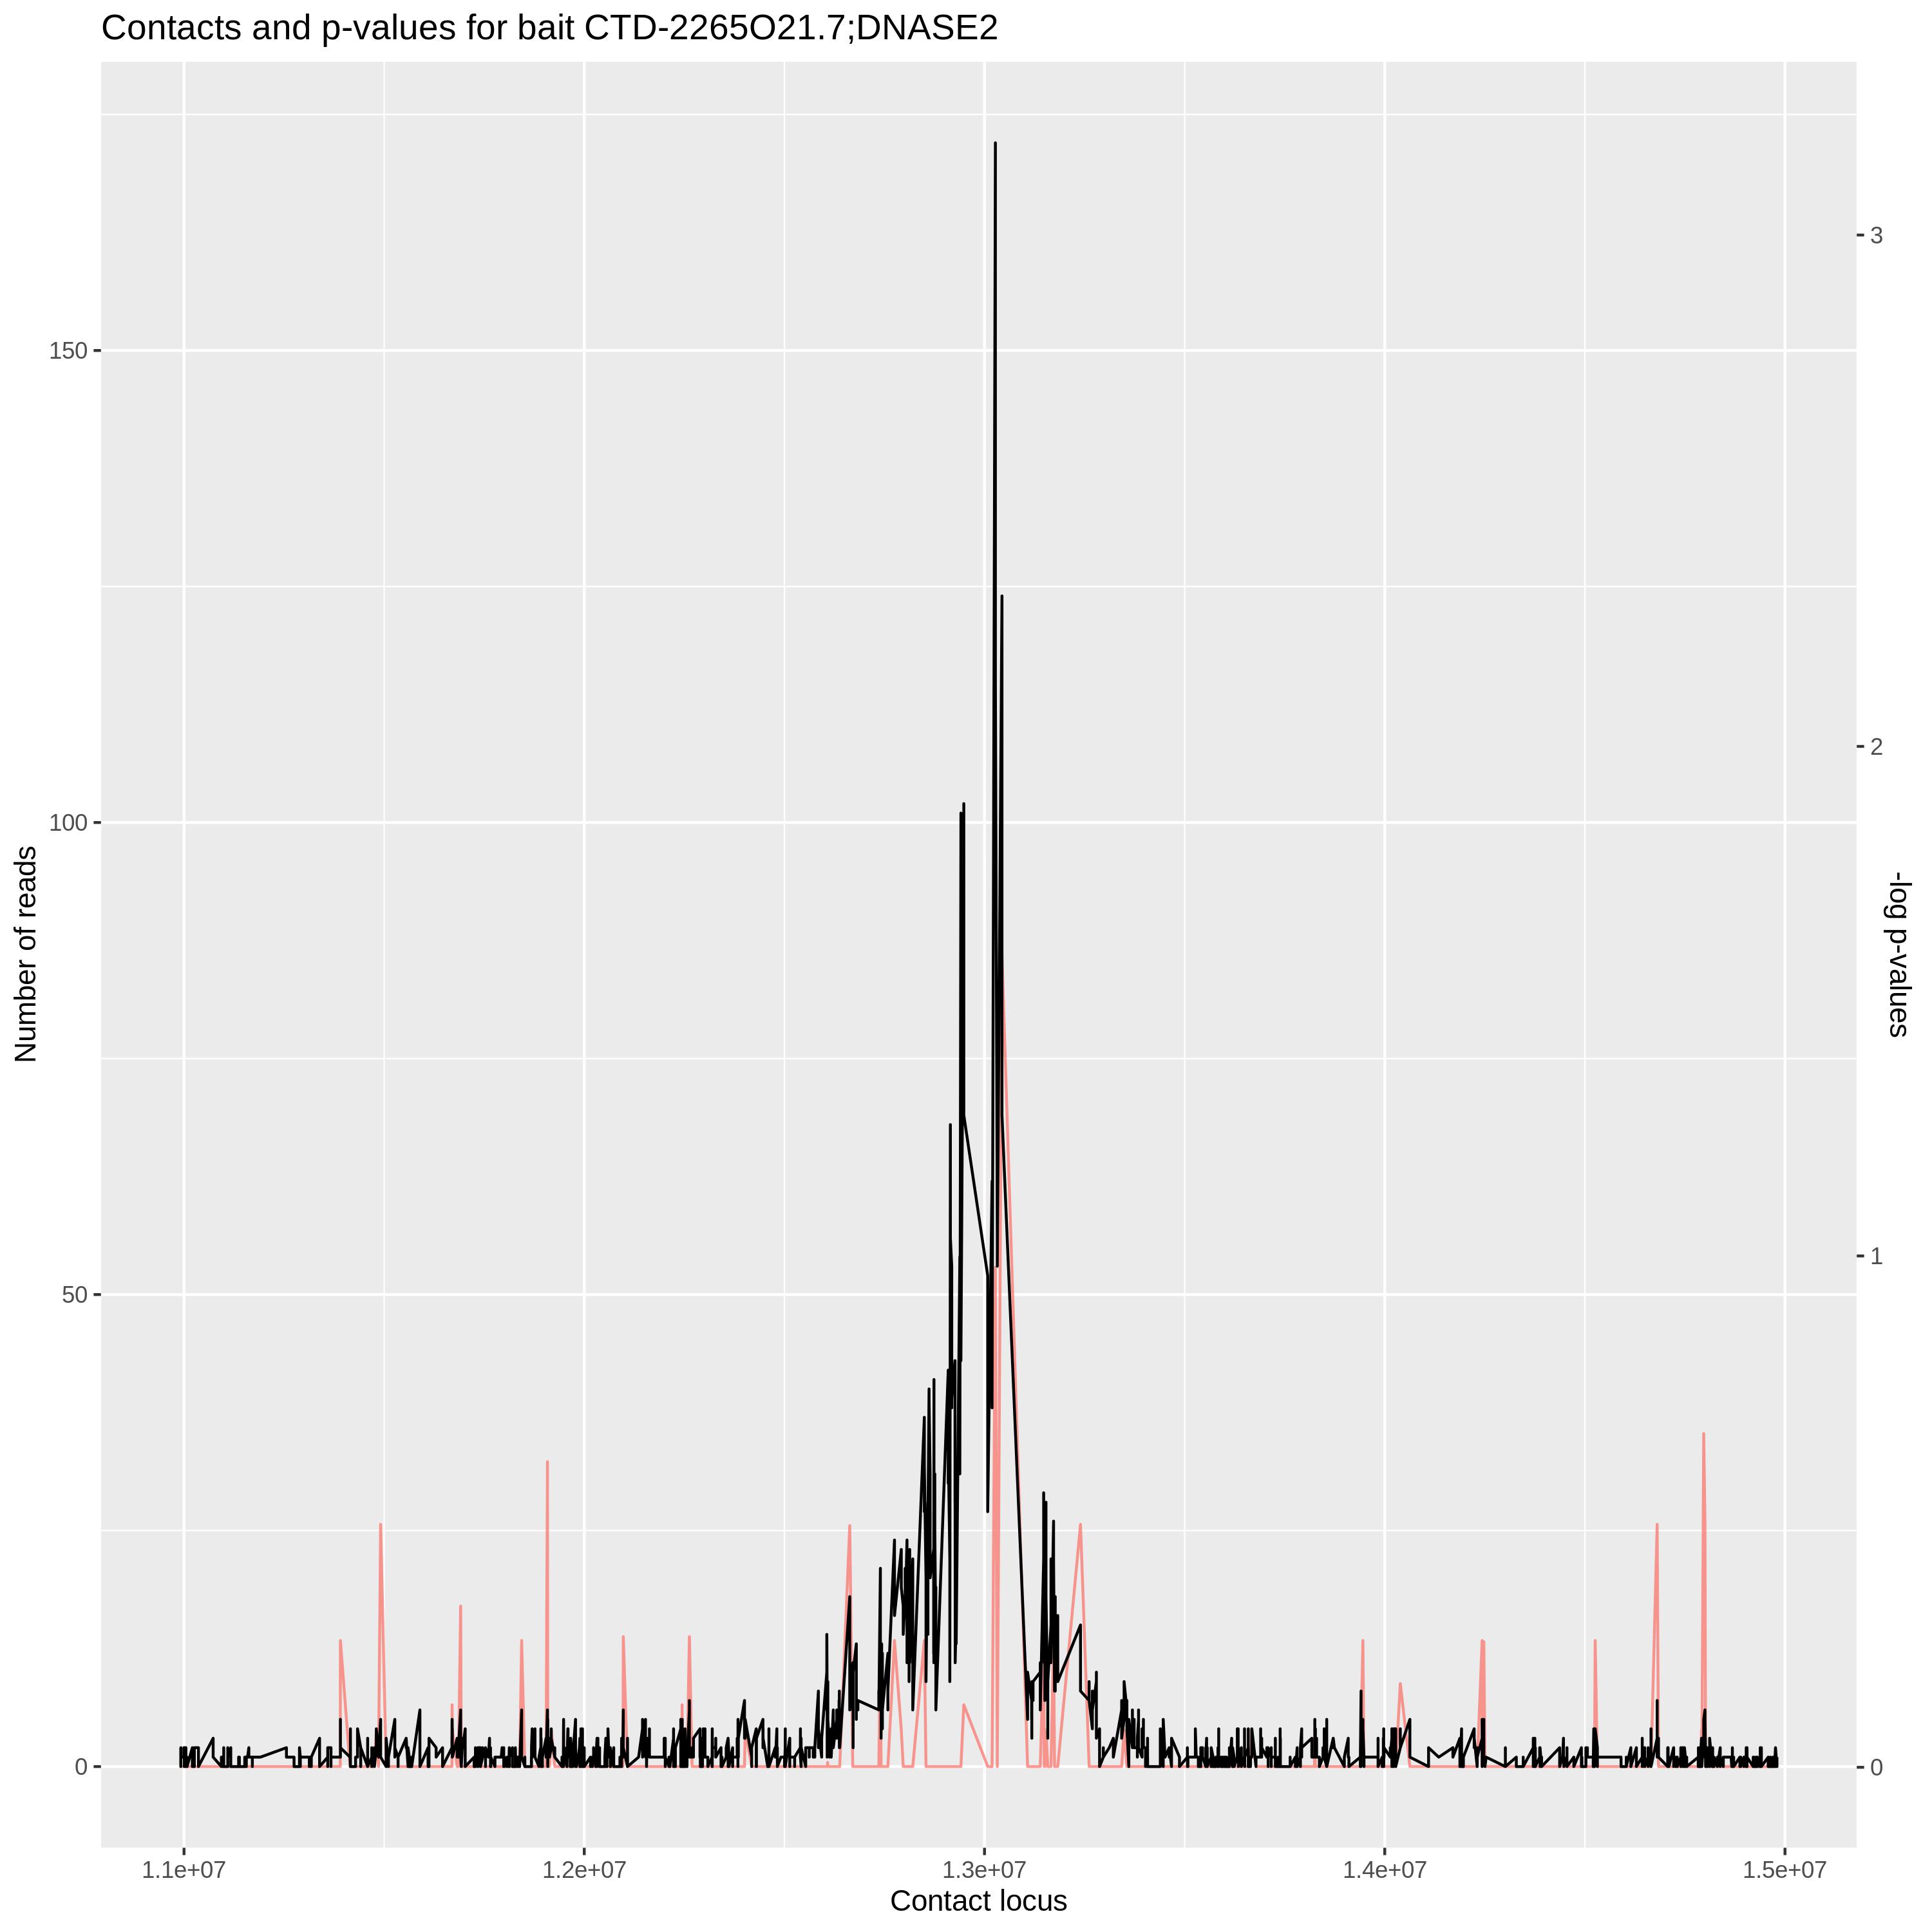 Contacts and p-values for bait CTD-2265O21.7;DNASE2
Number of reads
150
100
50
0
3
2
1
0
-log p-values
1.1e+07
1.2e+07
1.3e+07
1.4e+07
1.5e+07
Contact locus